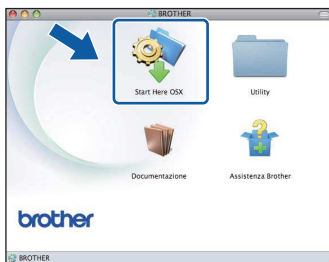 BROTHER
Start Here OSX
Utility
Documentazione
Assistenza Brother
brother
BROTHER